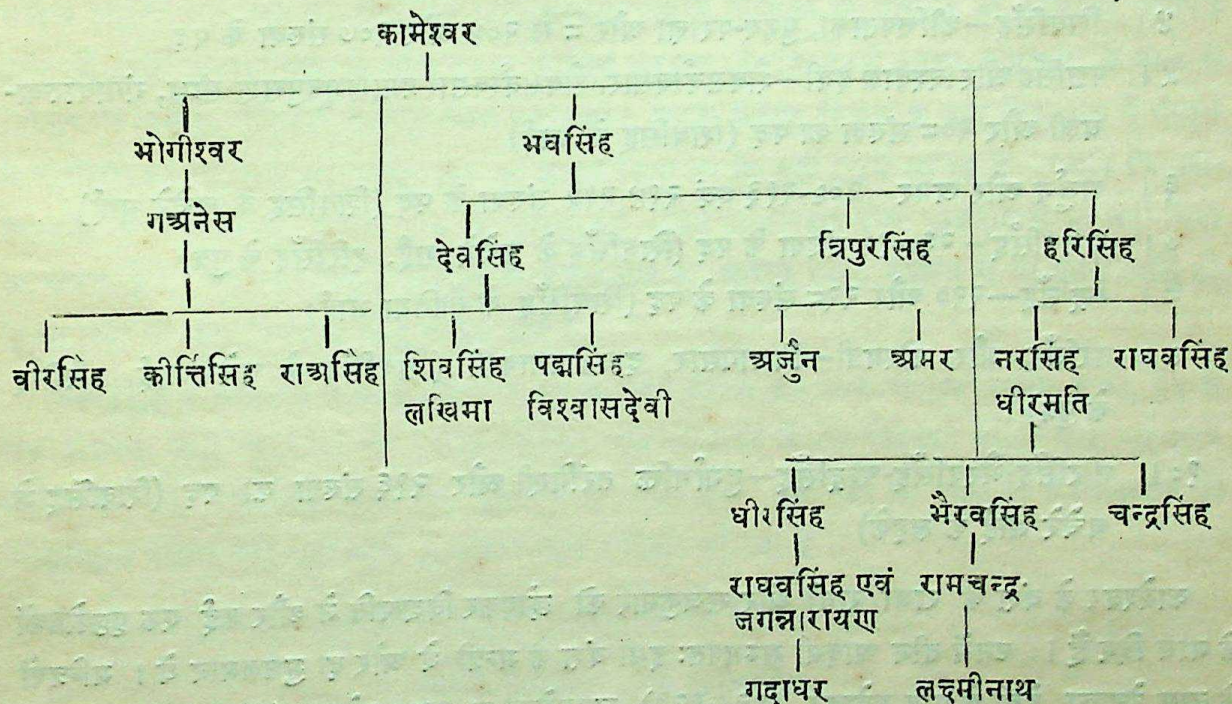 कामेश्वर
भोगीश्वर भवसिंह
गअनेस
देवसिंह त्रिपुरसिंह हरिसिंह
वीरसिंह कीर्त्तिसिंह राअसिंह शिवसिंह पद्मसिंह अर्जुन अमर नरसिंह राघवसिंह
लखिमा विश्वासदेवी धीरमति
धीरसिंह भैरवसिंह चन्द्रसिंह
राघवसिंह एवं रामचन्द्र
जगन्नारायण
गदाधर लक्ष्मीनाथ